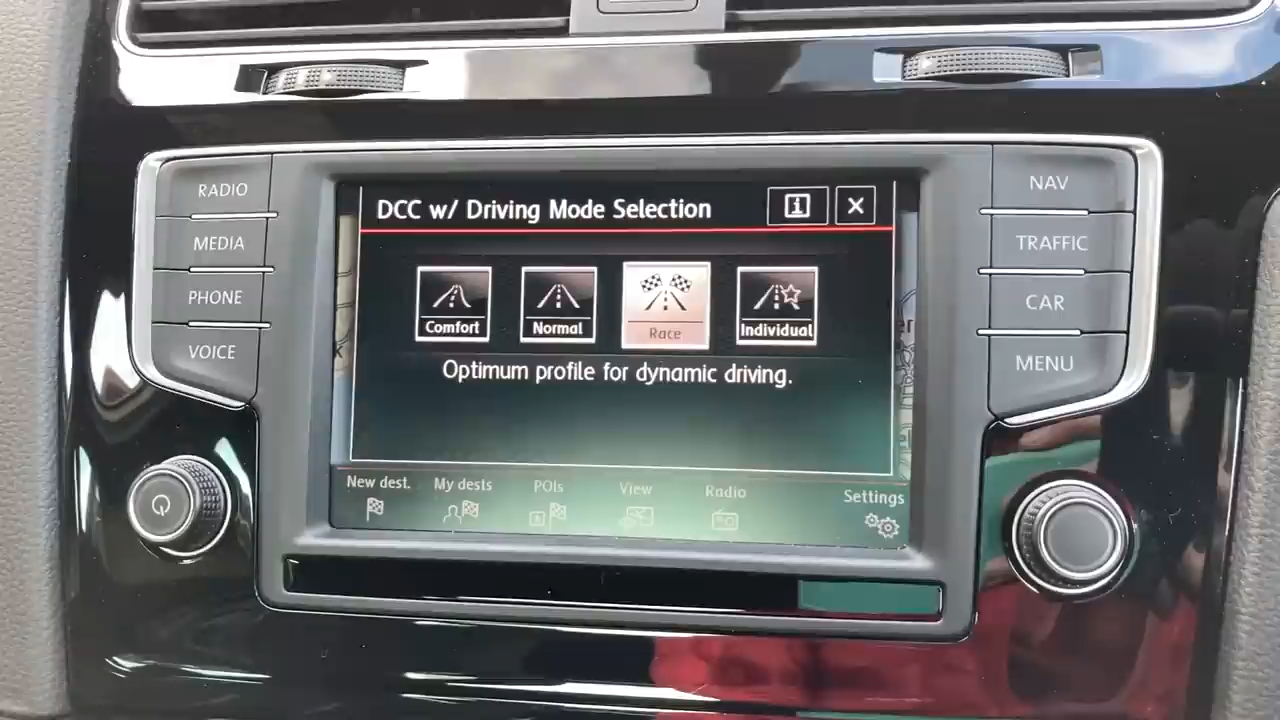 RADIO
MEDIA
PHONE
VOICE
DCC w/ Driving Mode Selection
i
X
Comfort
Normal
Race
Individual
Optimum profile for dynamic driving.
New dest.
My dests
POIs
View
Radio
Settings
NAV
TRAFFIC
CAR
MENU